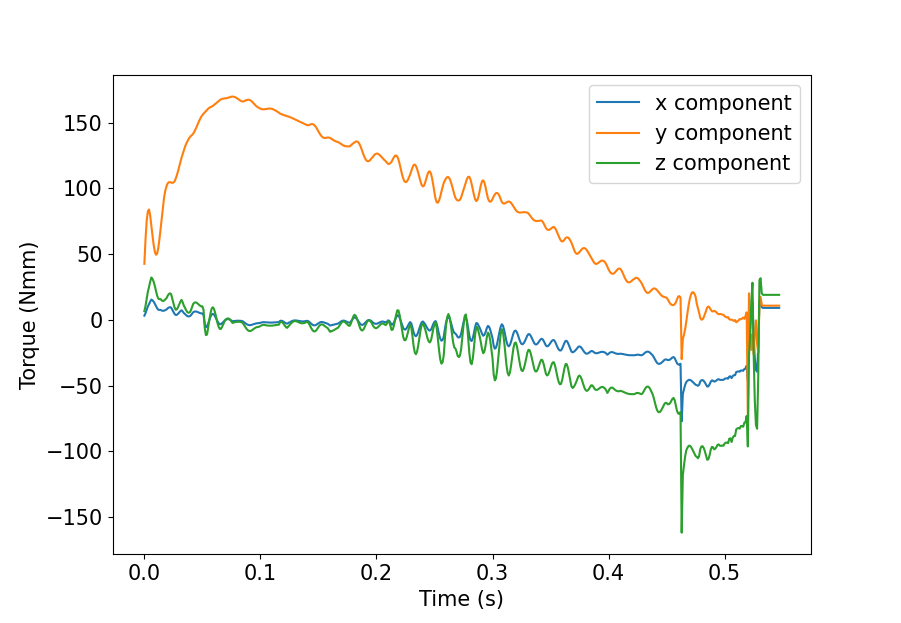 x component
y component
z component
150
100
50
0
−50
−100
−150
Torque (Nmm)
0.0 0.1 0.2 0.3 0.4 0.5
Time (s)